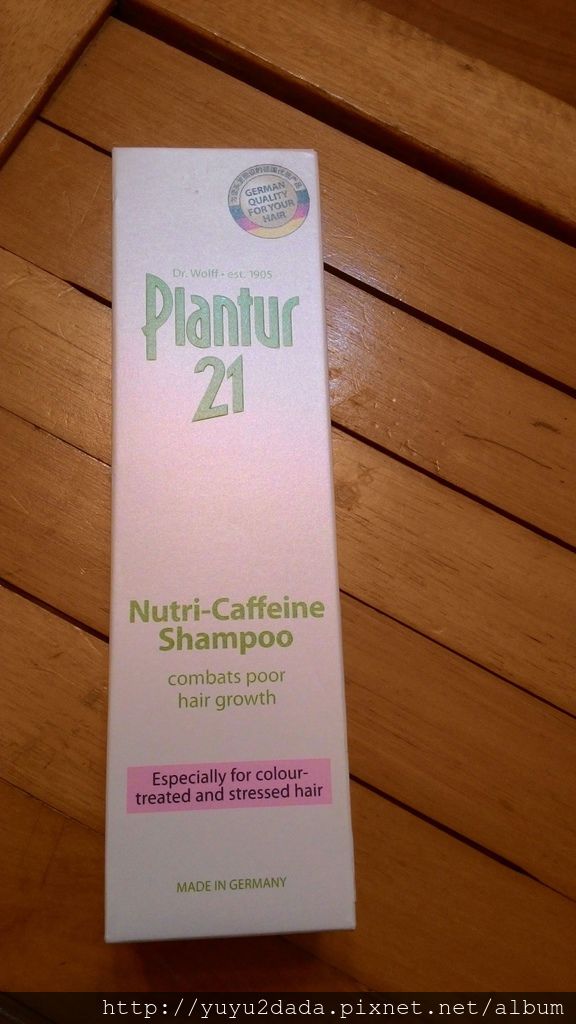 GERMAN
QUALITY
FOR YOUR
HAIR
Dr. Wolff • est. 1905
Plantur
21
Nutri-Caffeine
Shampoo
combats poor
hair growth
Especially for colour-
treated and stressed hair
MADE IN GERMANY
http://yuyu2dada.pixnet.net/album